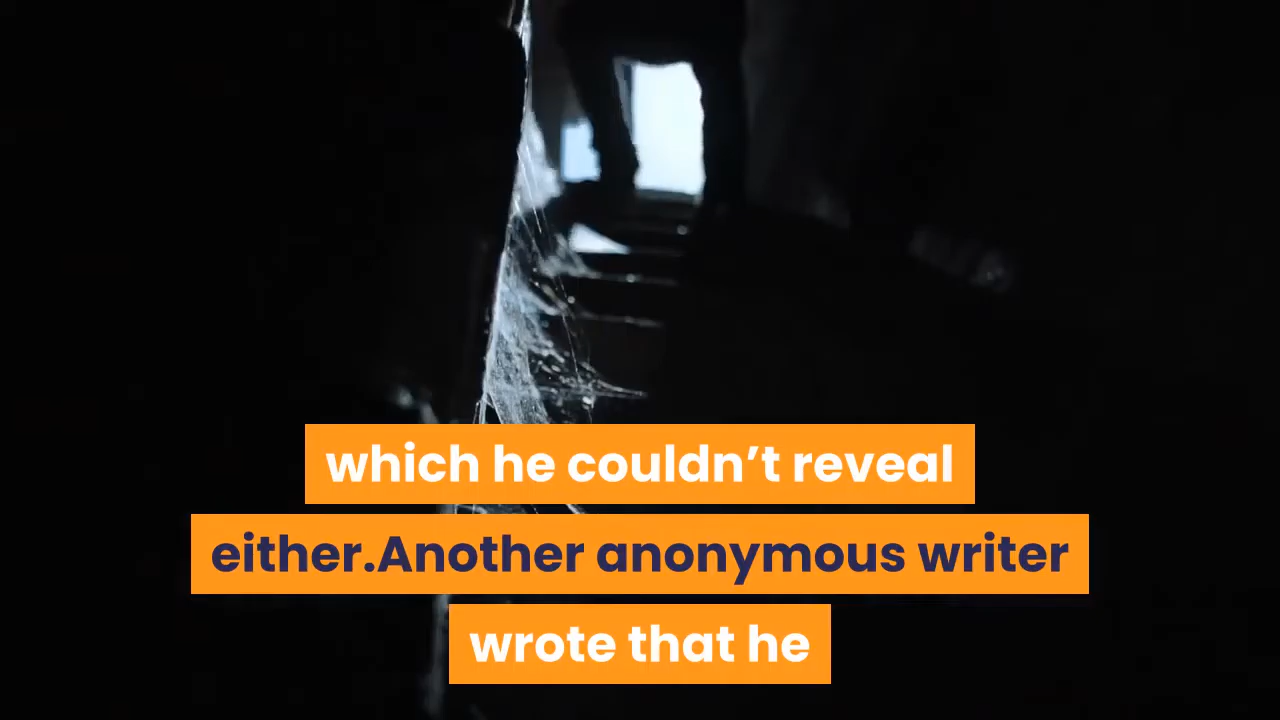 which he couldn’t reveal
either.Another anonymous writer
wrote that he